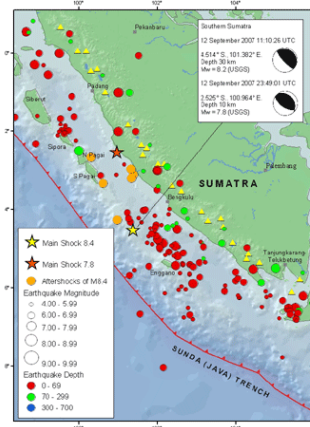 Southern Sumatra
12 September 2007 11:10:26 UTC
4.514° S, 101.382° E
Depth 30 km
Mw = 8.2 (USGS)
12 September 2007 23:49:01 UTC
2.525° S, 100.964° E
Depth 10 km
Mw = 7.8 (USGS)
Pekanbaru
Padang
Siberut
Sipora
N Pagai
S Pagai
SUMATRA
Palembang
Bengkulu
Enggano
Tanjungkarang
Telukbetung
SUNDA (JAVA) TRENCH
Main Shock 8.4
Main Shock 7.8
Aftershocks of M8.4
Earthquake Magnitude
4.00 - 5.99
6.00 - 6.99
7.00 - 7.99
8.00 - 8.99
9.00 - 9.99
Earthquake Depth
0 - 69
70 - 299
300 - 700